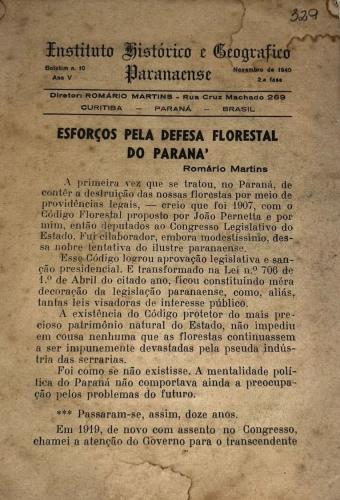 329
Instituto Histórico e Geografico
Paranaense
Boletim n. 10
Ano V
Novembro de 1940
2.a fase
Diretor: ROMÁRIO MARTINS - Rua Cruz Machado 269
CURITIBA — PARANÁ — BRASIL
ESFORÇOS PELA DEFESA FLORESTAL
DO PARANA'
Romário Martins
A primeira vez que se tratou, no Paraná, de
contêr a destruição das nossas florestas por meio de
providências legais, — creio que foi 1907, com o
Código Florestal proposto por João Pernetta e por
mim, então deputados ao Congresso Legislativo do
Estado. Fui colaborador, embora modestíssimo, des-
sa nobre tentativa do ilustre paranaense.
Esse Código logrou aprovação legislativa e san-
ção presidencial. E transformado na Lei n.º 706 de
1.º de Abril do citado ano, ficou constituindo méra
decoração da legislação paranaense, como, aliás,
tantas leis visadoras de interesse público.
A existência do Código protetor do mais pre-
cioso patrimônio natural do Estado, não impediu
em cousa nenhuma que as florestas continuassem
a ser impunemente devastadas pela pseuda indús-
tria das serrarias.
Foi como se não existisse. A mentalidade polí-
tica do Paraná não comportava ainda a preocupa-
ção pelos problemas do futuro.
*** Passaram-se, assim, doze anos.
Em 1919, de novo com assento no Congresso,
chamei a atenção do Governo para o transcendente